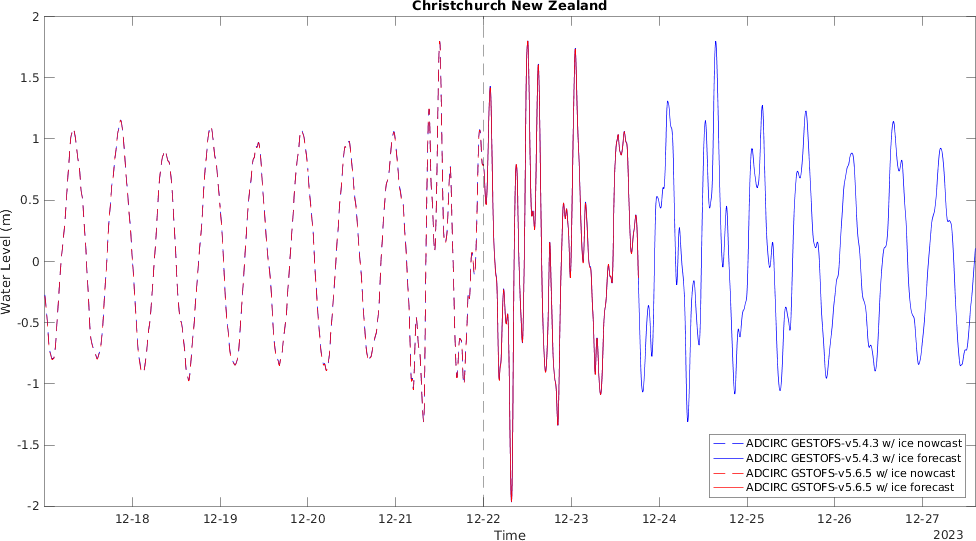 Christchurch New Zealand
2
1.5
1
0.5
0
-0.5
-1
-1.5
-2
Water Level (m)
ADCIRC GESTOFS-v5.4.3 w/ ice nowcast
ADCIRC GESTOFS-v5.4.3 w/ ice forecast
ADCIRC GSTOFS-v5.6.5 w/ ice nowcast
ADCIRC GSTOFS-v5.6.5 w/ ice forecast
12-18
12-19
12-20
12-21
12-22
12-23
12-24
12-25
12-26
12-27
Time
2023